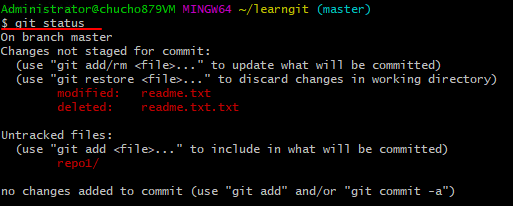 Administrator@chucho879VM MINGW64 ~/learngit (master)
$ git status
On branch master
Changes not staged for commit:
  (use "git add/rm <file>..." to update what will be committed)
  (use "git restore <file>..." to discard changes in working directory)
        modified:   readme.txt
        deleted:    readme.txt.txt

Untracked files:
  (use "git add <file>..." to include in what will be committed)
        repo1/

no changes added to commit (use "git add" and/or "git commit -a")